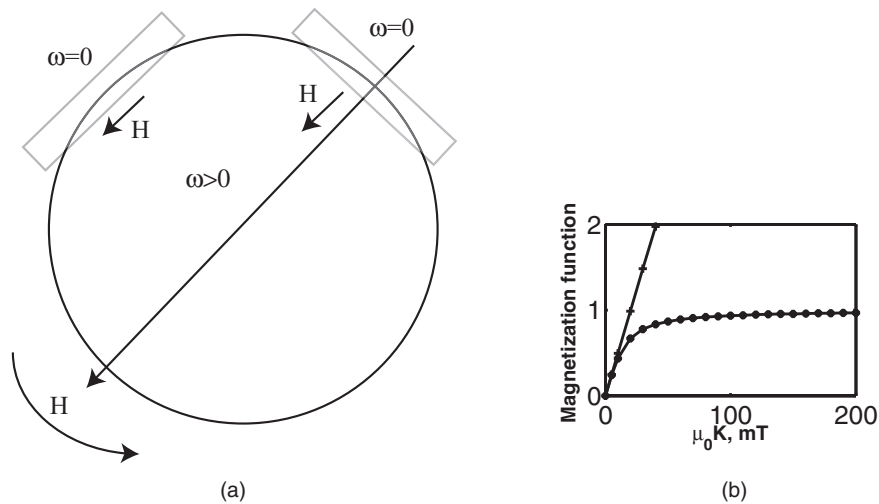 ω=0
ω=0
H
H
ω>0
H
(a)
Magnetization function
2
1
0
0
100
200
μ₀K, mT
(b)